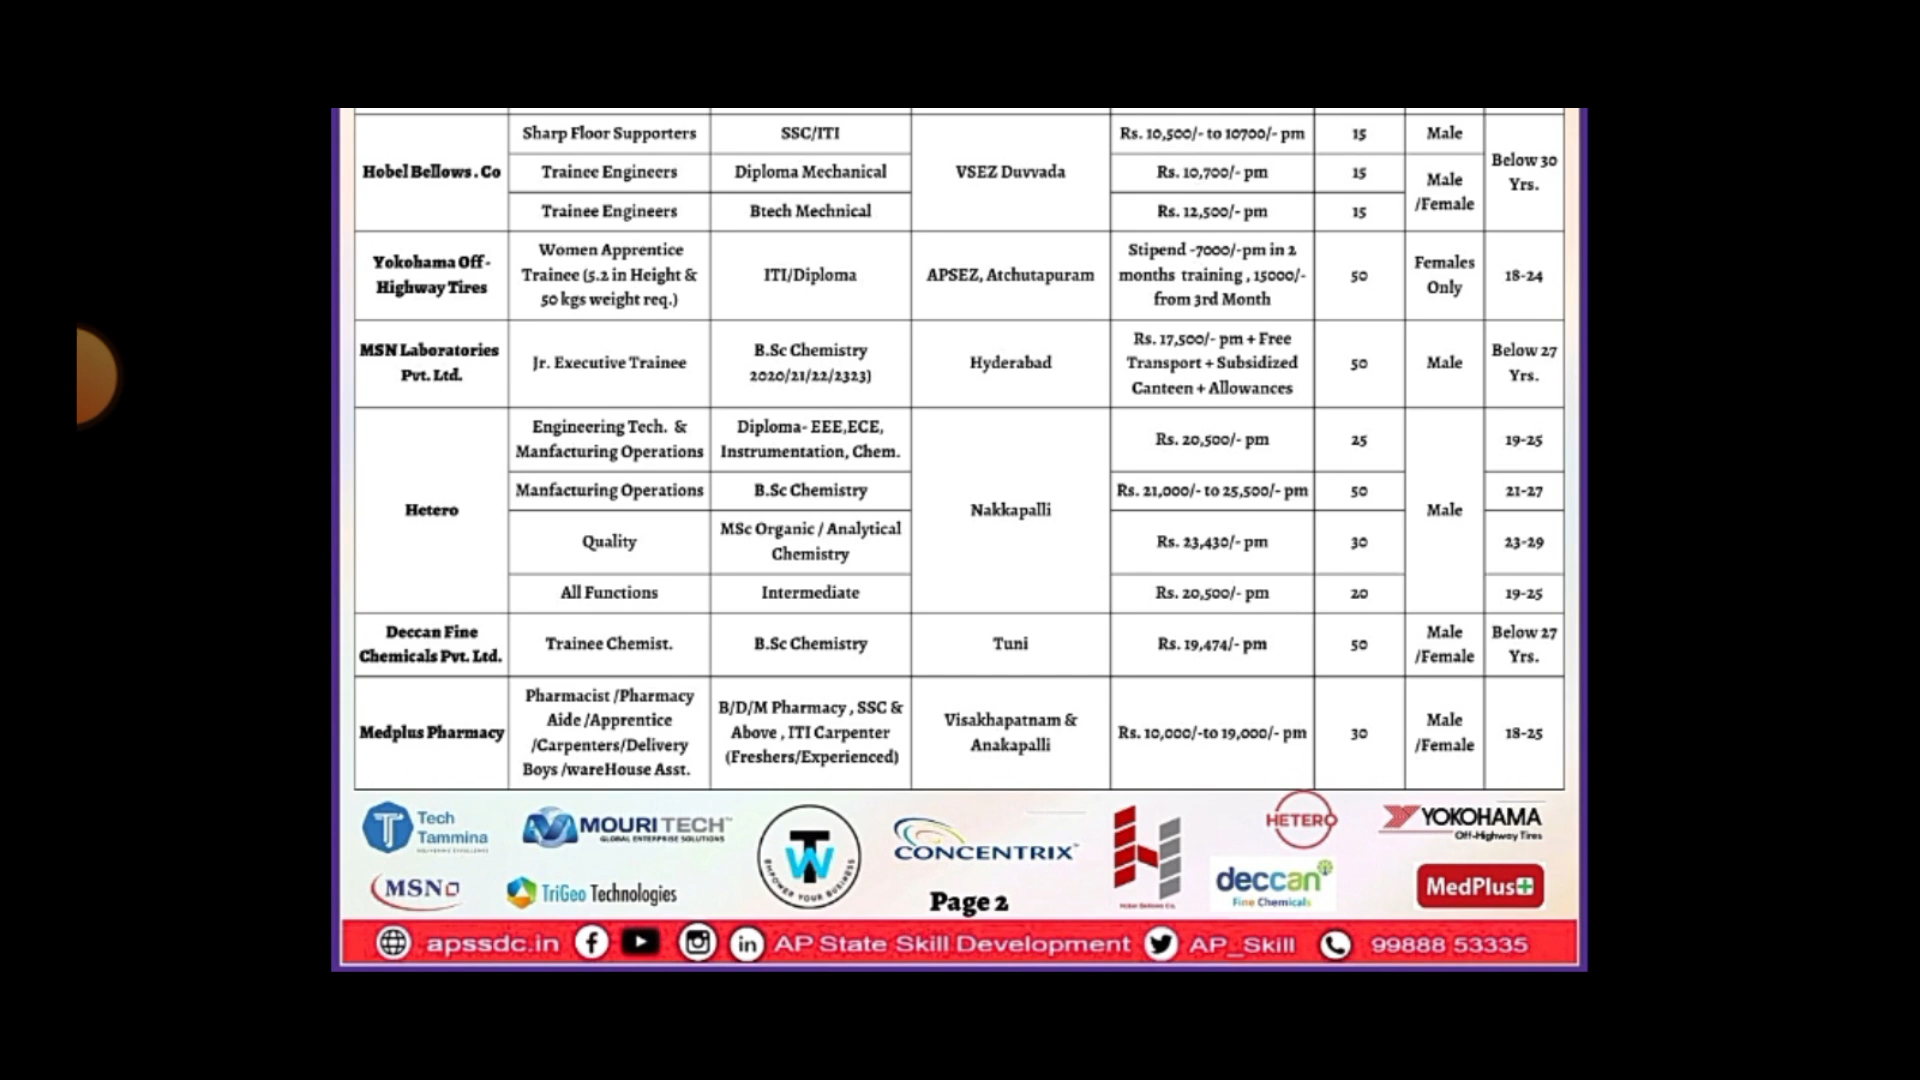 Hobel Bellows . Co
Sharp Floor Supporters
SSC/ITI
VSEZ Duvvada
Rs. 10,500/- to 10700/- pm
15
Male
Below 30
Yrs.
Trainee Engineers
Diploma Mechanical
Rs. 10,700/- pm
15
Male
/Female
Trainee Engineers
Btech Mechnical
Rs. 12,500/- pm
15
Yokohama Off-
Highway Tires
Women Apprentice
Trainee (5.2 in Height &
50 kgs weight req.)
ITI/Diploma
APSEZ, Atchutapuram
Stipend -7000/-pm in 2
months training , 15000/-
from 3rd Month
50
Females
Only
18-24
MSN Laboratories
Pvt. Ltd.
Jr. Executive Trainee
B.Sc Chemistry
2020/21/22/2323)
Hyderabad
Rs. 17,500/- pm + Free
Transport + Subsidized
Canteen + Allowances
50
Male
Below 27
Yrs.
Hetero
Engineering Tech. &
Manfacturing Operations
Diploma- EEE,ECE,
Instrumentation, Chem.
Nakkapalli
Rs. 20,500/- pm
25
Male
19-25
Manfacturing Operations
B.Sc Chemistry
Rs. 21,000/- to 25,500/- pm
50
21-27
Quality
MSc Organic / Analytical
Chemistry
Rs. 23,430/- pm
30
23-29
All Functions
Intermediate
Rs. 20,500/- pm
20
19-25
Deccan Fine
Chemicals Pvt. Ltd.
Trainee Chemist.
B.Sc Chemistry
Tuni
Rs. 19,474/- pm
50
Male
/Female
Below 27
Yrs.
Medplus Pharmacy
Pharmacist /Pharmacy
Aide /Apprentice
/Carpenters/Delivery
Boys /wareHouse Asst.
B/D/M Pharmacy , SSC &
Above , ITI Carpenter
(Freshers/Experienced)
Visakhapatnam &
Anakapalli
Rs. 10,000/-to 19,000/- pm
30
Male
/Female
18-25
Tech
Tammina
MOURI TECH™
GLOBAL ENTERPRISE SOLUTIONS
TW
EMPOWER YOUR BUSINESS
CONCENTRIX
Hobel Bellows Co.
HETERO
YOKOHAMA
Off-Highway Tires
MSN
TriGeo Technologies
deccan
Fine Chemicals
MedPlus
Page 2
apssdc.in
in
AP State Skill Development
AP_Skill
99888 53335